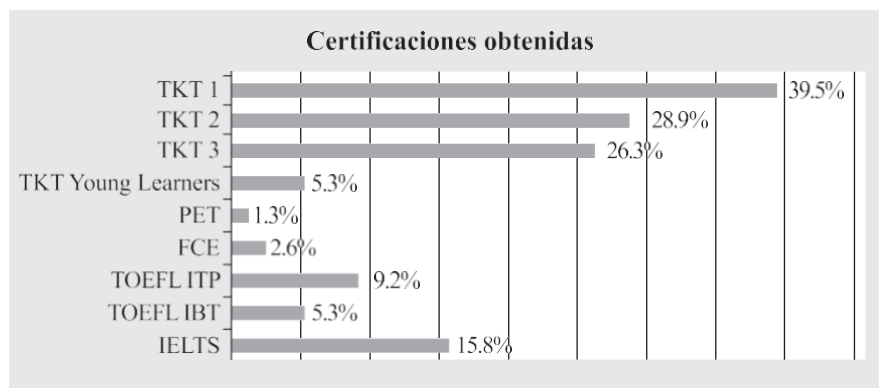 Certificaciones obtenidas
TKT 1 39.5%
TKT 2 28.9%
TKT 3 26.3%
TKT Young Learners 5.3%
PET 1.3%
FCE 2.6%
TOEFL ITP 9.2%
TOEFL IBT 5.3%
IELTS 15.8%